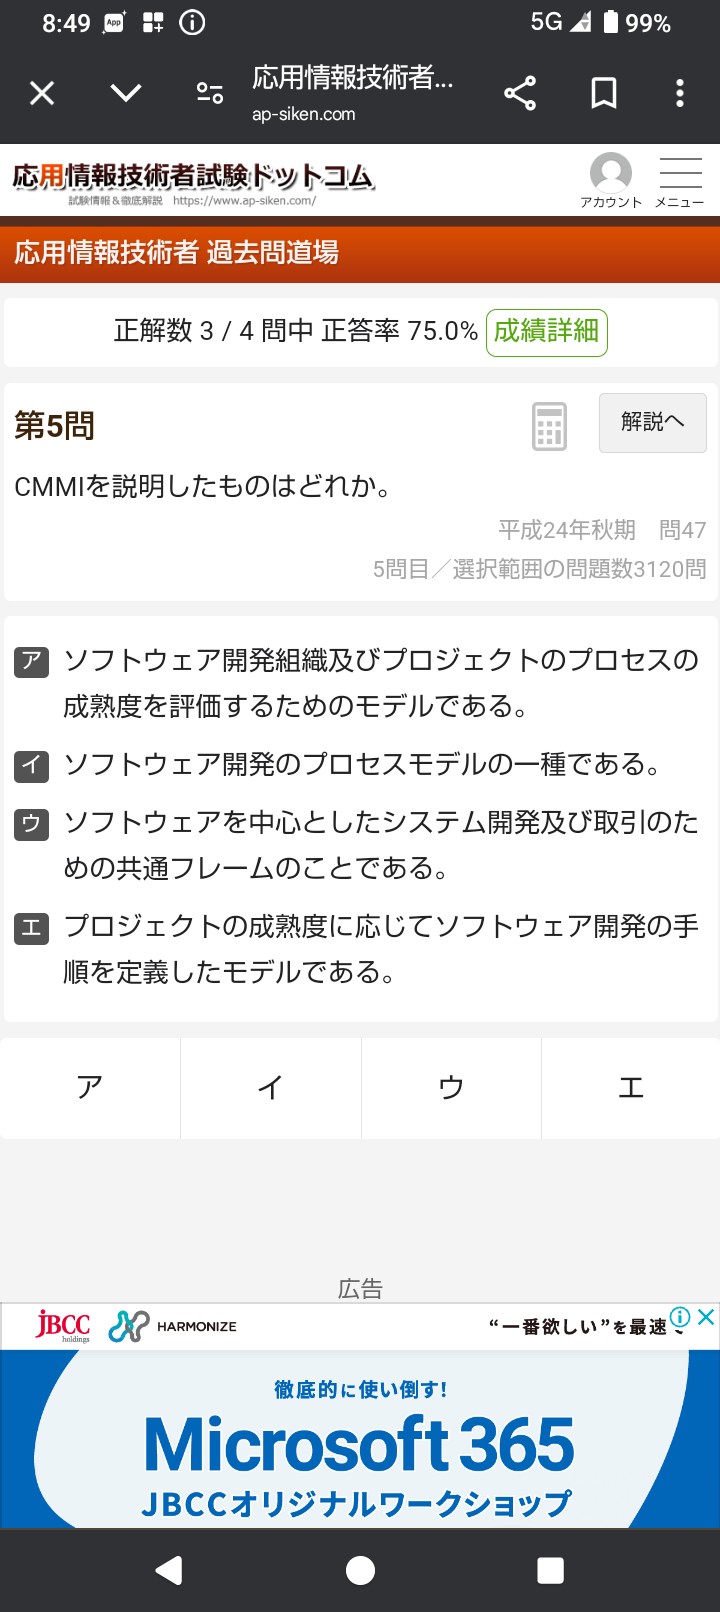 8:49
App
5G
99%
応用情報技術者...
ap-siken.com
応用情報技術者試験ドットコム
試験情報&徹底解説 https://www.ap-siken.com/
アカウント メニュー
応用情報技術者 過去問道場
正解数 3 / 4 問中 正答率 75.0% 成績詳細
第5問
解説へ
CMMIを説明したものはどれか。
平成24年秋期 問47
5問目／選択範囲の問題数3120問
ア ソフトウェア開発組織及びプロジェクトのプロセスの
成熟度を評価するためのモデルである。
イ ソフトウェア開発のプロセスモデルの一種である。
ウ ソフトウェアを中心としたシステム開発及び取引のた
めの共通フレームのことである。
エ プロジェクトの成熟度に応じてソフトウェア開発の手
順を定義したモデルである。
ア イ ウ エ
広告
JBCC
holdings
HARMONIZE
“一番欲しい”を最速
徹底的に使い倒す!
Microsoft 365
JBCCオリジナルワークショップ